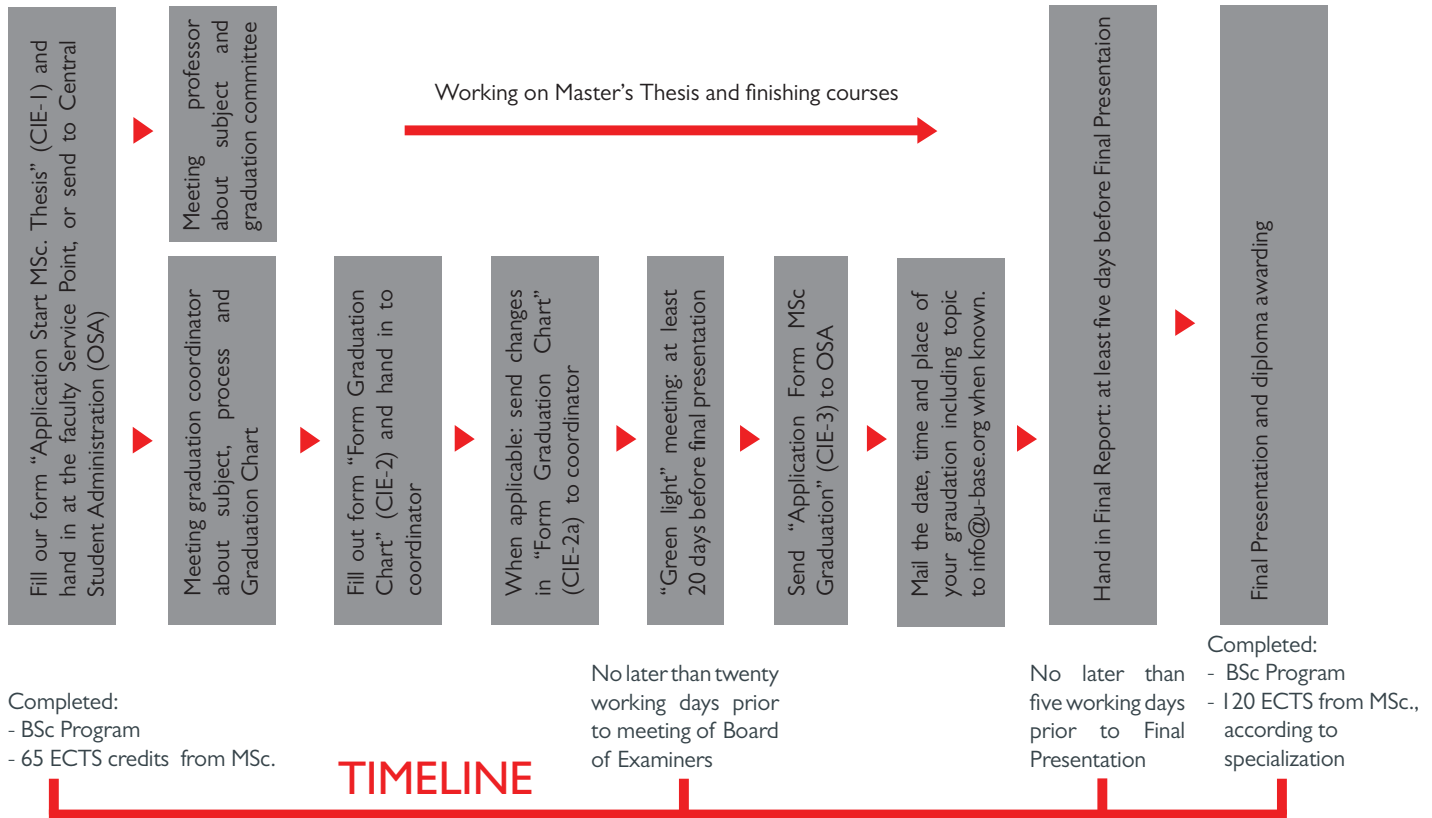 Fill our form “Application Start MSc. Thesis” (CIE-1) and
hand in at the faculty Service Point, or send to Central
Student Administration (OSA)
Meeting professor
about subject and
graduation committee
Working on Master’s Thesis and finishing courses
Meeting graduation coordinator
about subject, process and
Graduation Chart
Fill out form “Form Graduation
Chart” (CIE-2) and hand in to
coordinator
When applicable: send changes
in “Form Graduation Chart”
(CIE-2a) to coordinator
“Green light” meeting: at least
20 days before final presentation
Send “Application Form MSc
Graduation” (CIE-3) to OSA
Mail the date, time and place of
your graudation including topic
to info@u-base.org when known.
Hand in Final Report: at least five days before Final Presentaion
Final Presentation and diploma awarding
Completed:
- BSc Program
- 65 ECTS credits from MSc.
No later than twenty
working days prior
to meeting of Board
of Examiners
No later than
five working days
prior to Final
Presentation
Completed:
- BSc Program
- 120 ECTS from MSc.,
according to
specialization
TIMELINE